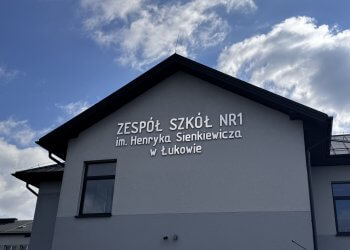 ZESPÓŁ SZKÓŁ NR1
im. Henryka Sienkiewicza
w Łukowie